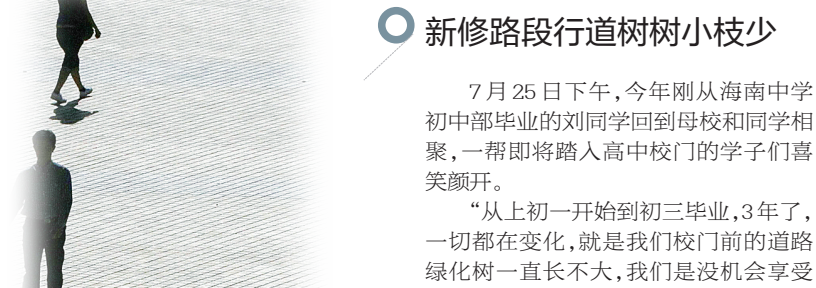 新修路段行道树树小枝少
7月25日下午,今年刚从海南中学
初中部毕业的刘同学回到母校和同学相
聚,一帮即将踏入高中校门的学子们喜
笑颜开。
“从上初一开始到初三毕业,3年了,
一切都在变化,就是我们校门前的道路
绿化树一直长不大,我们是没机会享受